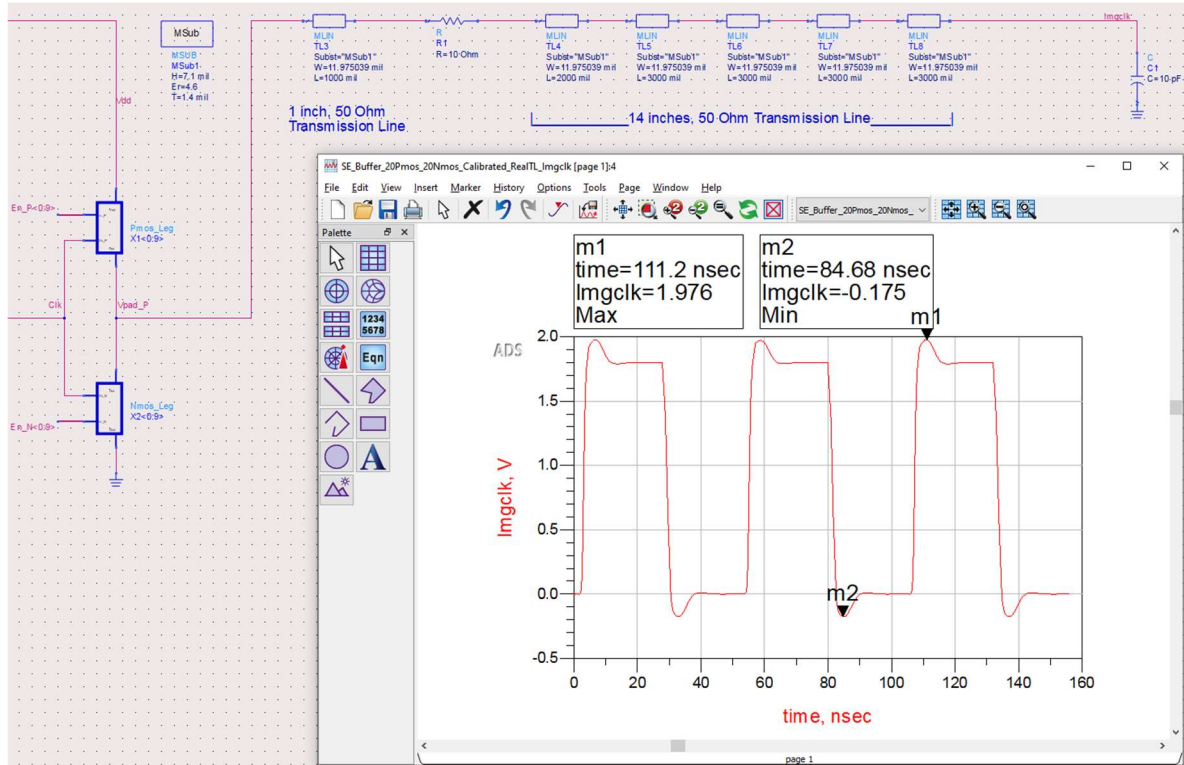 Imgclk
MSub
MSUB
MSub1
H=7.1 mil
Er=4.6
T=1.4 mil
MLIN
TL3
Subst="MSub1"
W=11.975039 mil
L=1000 mil
R
R1
R=10 Ohm
MLIN
TL4
Subst="MSub1"
W=11.975039 mil
L=2000 mil
MLIN
TL5
Subst="MSub1"
W=11.975039 mil
L=3000 mil
MLIN
TL6
Subst="MSub1"
W=11.975039 mil
L=3000 mil
MLIN
TL7
Subst="MSub1"
W=11.975039 mil
L=3000 mil
MLIN
TL8
Subst="MSub1"
W=11.975039 mil
L=3000 mil
C
C1
C=10 pF
Vdd
1 inch, 50 Ohm
Transmission Line
14 inches, 50 Ohm Transmission Line
En_P<0:9>
Pmos_Leg
X1<0:9>
Clk
Vpad_P
Nmos_Leg
X2<0:9>
En_N<0:9>
SE_Buffer_20Pmos_20Nmos_Calibrated_RealTL_Imgclk [page 1]:4
File Edit View Insert Marker History Options Tools Page Window Help
SE_Buffer_20Pmos_20Nmos_
Palette
1234
5678
Eqn
A
m1
time=111.2 nsec
Imgclk=1.976
Max
m2
time=84.68 nsec
Imgclk=-0.175
Min
m1
ADS
m2
2.0
1.5
1.0
0.5
0.0
-0.5
Imgclk, V
0 20 40 60 80 100 120 140 160
time, nsec
page 1